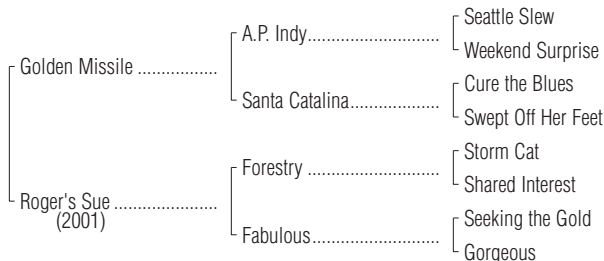 Seattle Slew
A.P. Indy......................
Weekend Surprise
Golden Missile ................
Cure the Blues
Santa Catalina....................
Swept Off Her Feet
Storm Cat
Forestry .......................
Shared Interest
Roger's Sue .....................
(2001)
Seeking the Gold
Fabulous.........................
Gorgeous